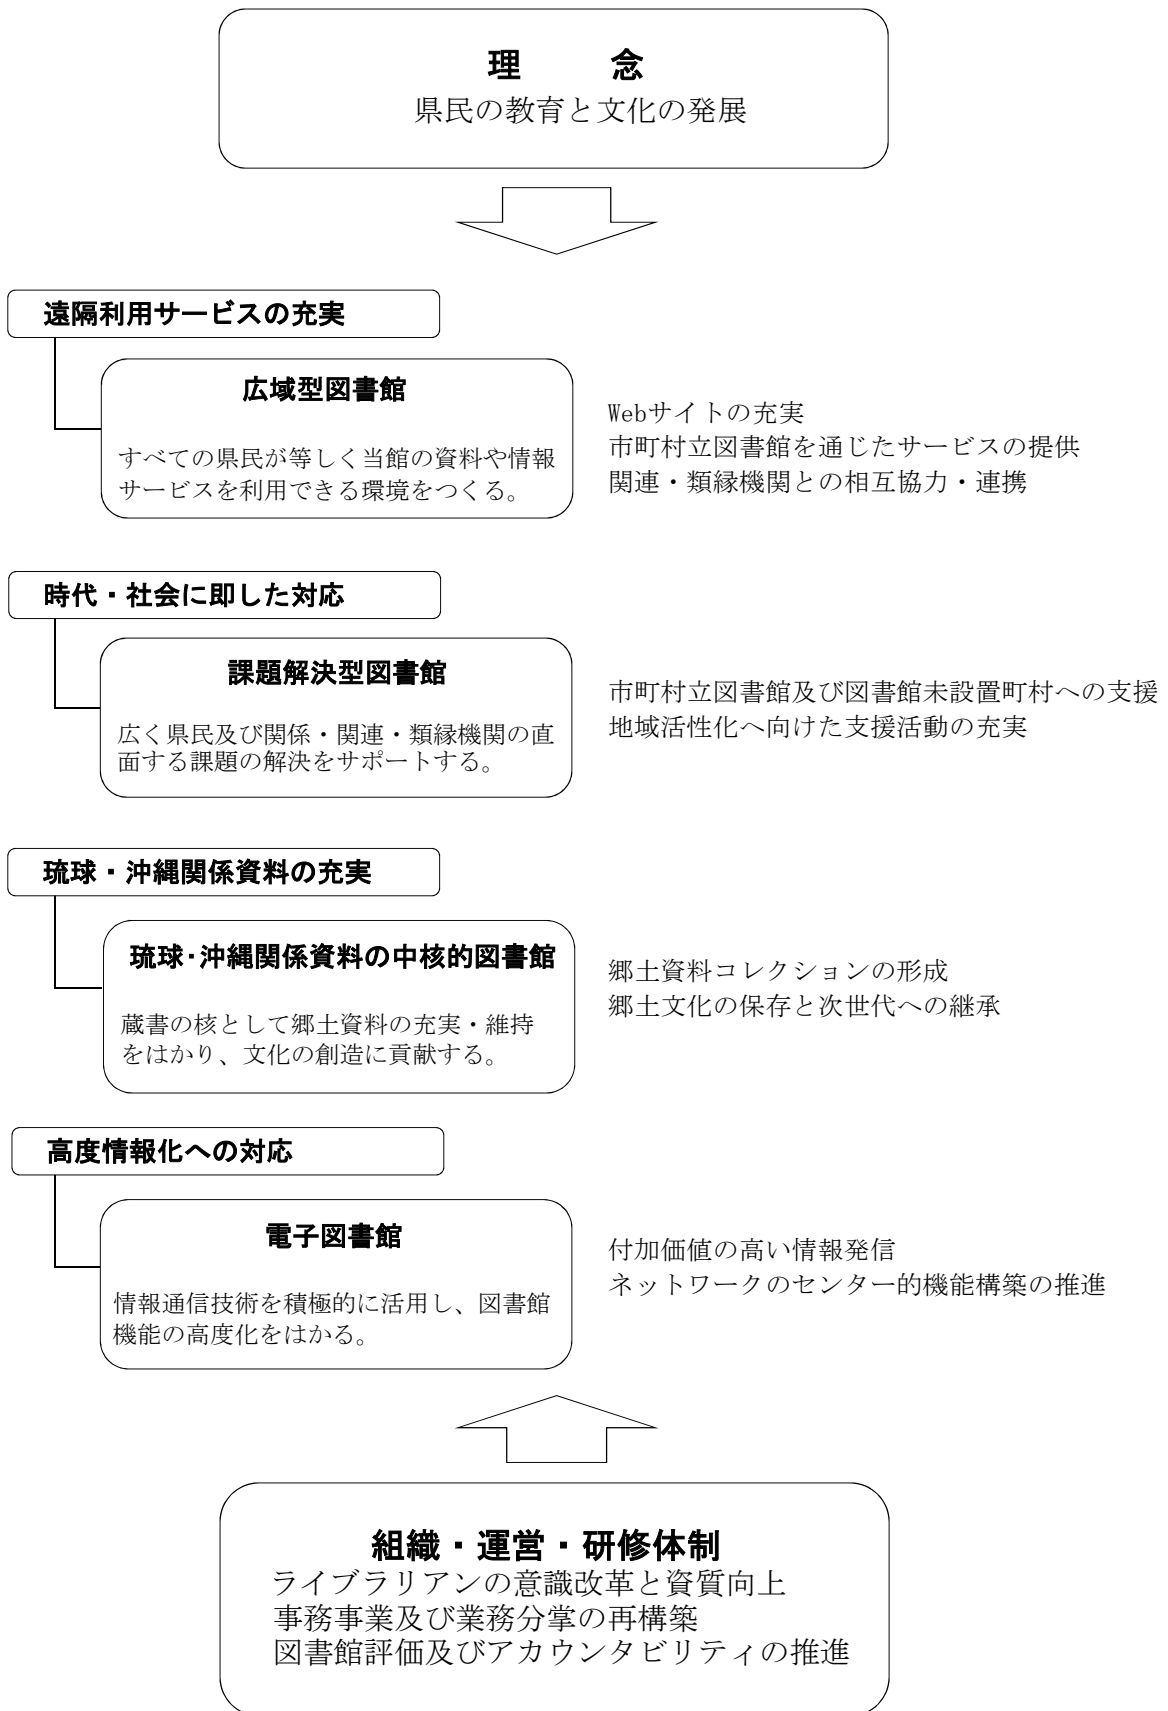 理　念
県民の教育と文化の発展
遠隔利用サービスの充実
広域型図書館
すべての県民が等しく当館の資料や情報
サービスを利用できる環境をつくる。
Webサイトの充実
市町村立図書館を通じたサービスの提供
関連・類縁機関との相互協力・連携
時代・社会に即した対応
課題解決型図書館
広く県民及び関係・関連・類縁機関の直
面する課題の解決をサポートする。
市町村立図書館及び図書館未設置町村への支援
地域活性化へ向けた支援活動の充実
琉球・沖縄関係資料の充実
琉球・沖縄関係資料の中核的図書館
蔵書の核として郷土資料の充実・維持
をはかり、文化の創造に貢献する。
郷土資料コレクションの形成
郷土文化の保存と次世代への継承
高度情報化への対応
電子図書館
情報通信技術を積極的に活用し、図書館
機能の高度化をはかる。
付加価値の高い情報発信
ネットワークのセンター的機能構築の推進
組織・運営・研修体制
ライブラリアンの意識改革と資質向上
事務事業及び業務分掌の再構築
図書館評価及びアカウンタビリティの推進